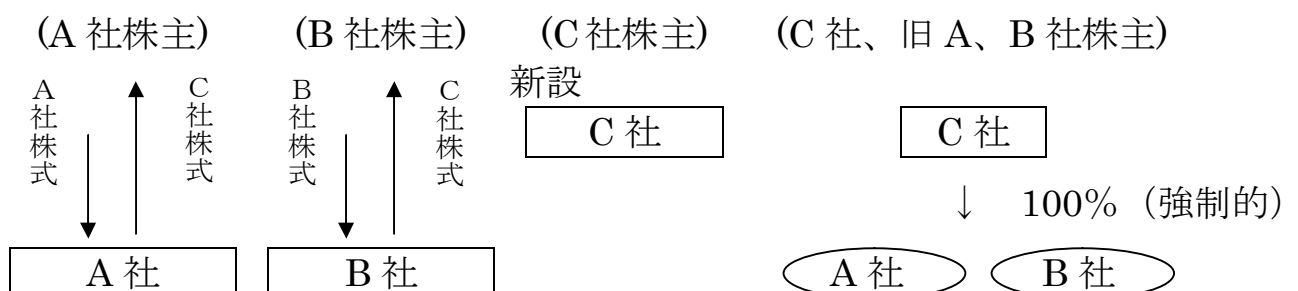 (A 社株主) (B 社株主) (C 社株主) (C 社、旧 A、B 社株主)
A社株式
C社株式
B社株式
C社株式
新設
C 社
C 社
↓ 100% (強制的)
A 社
B 社
A 社
B 社